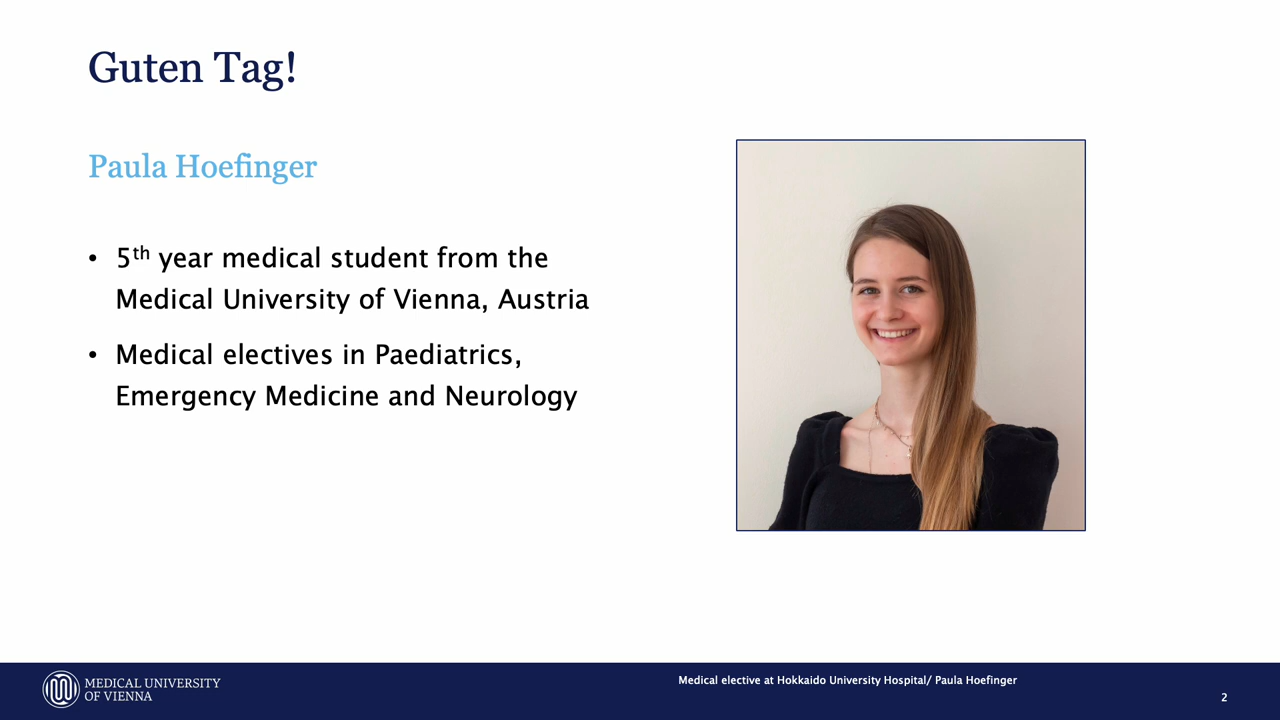 Guten Tag!
Paula Hoefinger
• 5th year medical student from the
Medical University of Vienna, Austria
• Medical electives in Paediatrics,
Emergency Medicine and Neurology
MEDICAL UNIVERSITY
OF VIENNA
Medical elective at Hokkaido University Hospital/ Paula Hoefinger
2